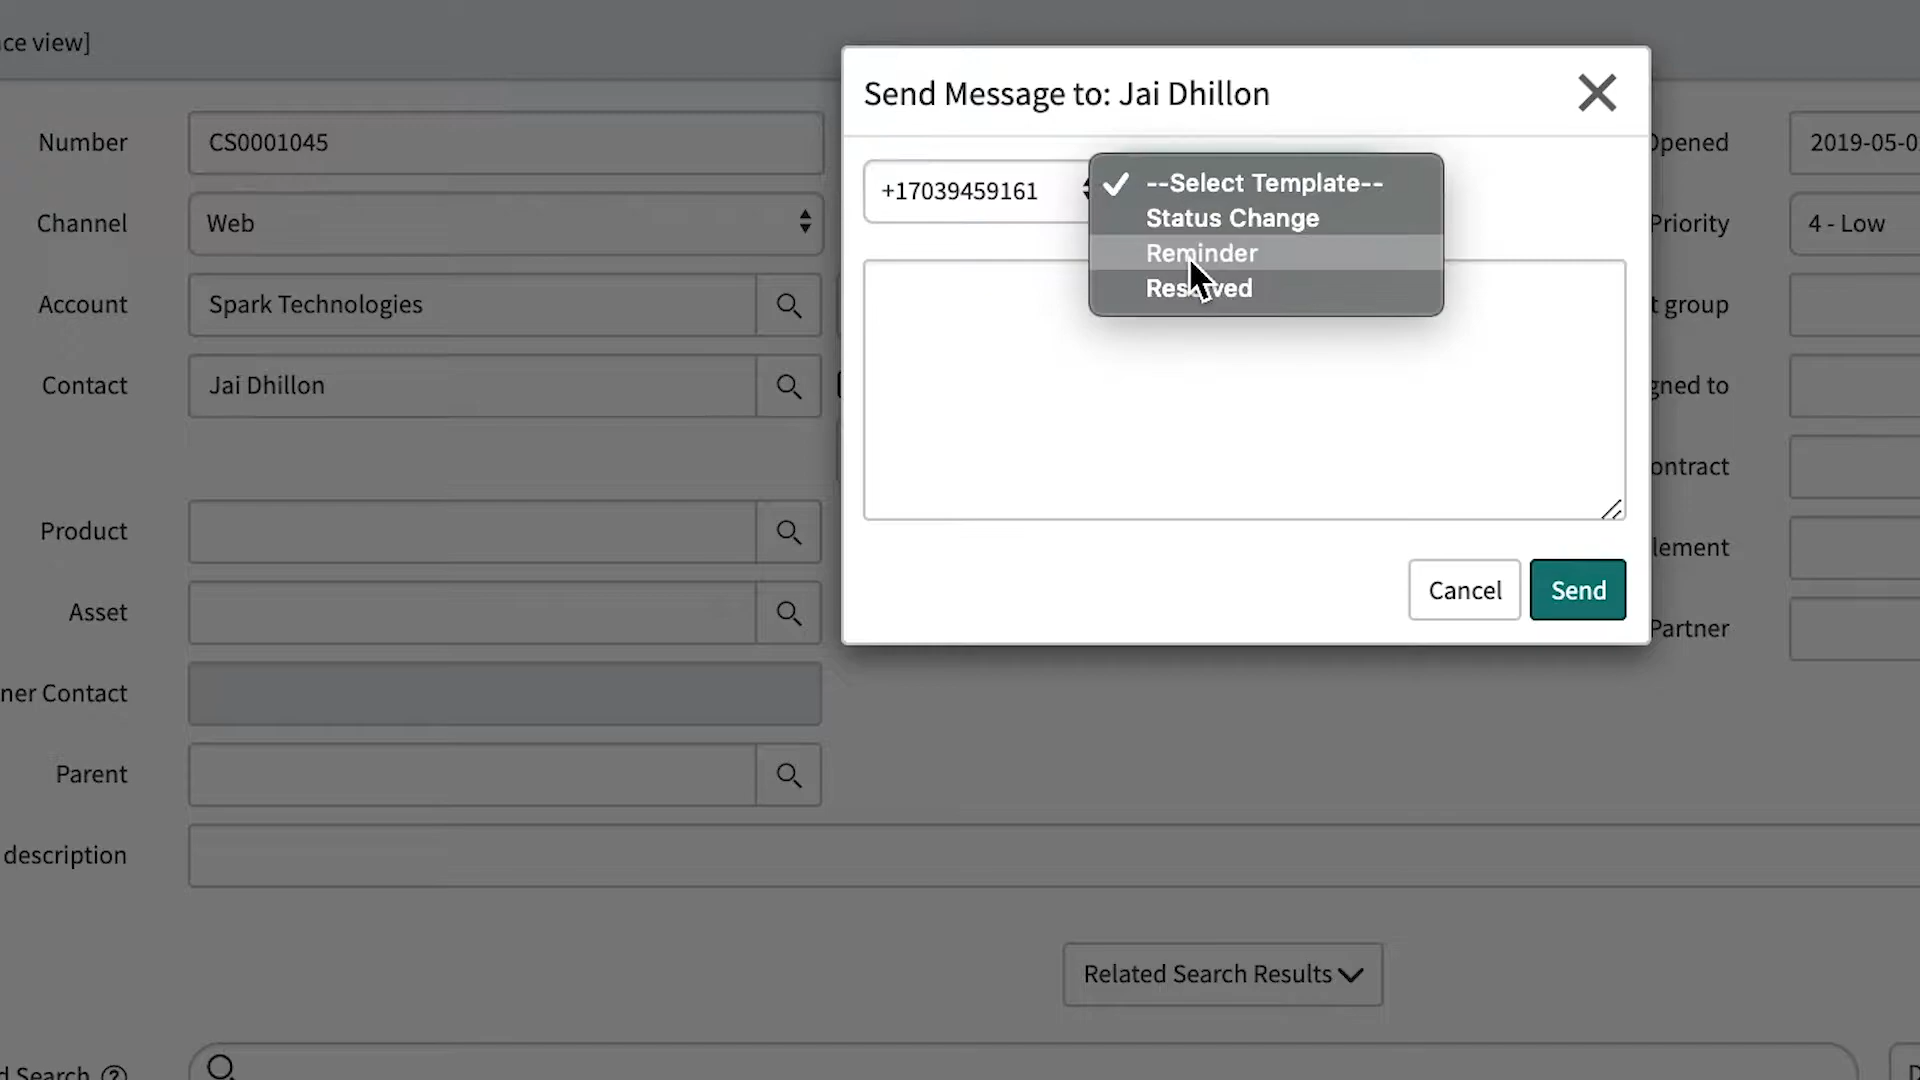 ce view]
Send Message to: Jai Dhillon
Number
CS0001045
Opened
2019-05-0
+17039459161
--Select Template--
Status Change
Reminder
Channel
Web
Priority
4 - Low
Account
Spark Technologies
t group
Contact
Jai Dhillon
gned to
ontract
Product
lement
Cancel
Send
Asset
Partner
ner Contact
Parent
description
Related Search Results
d Search